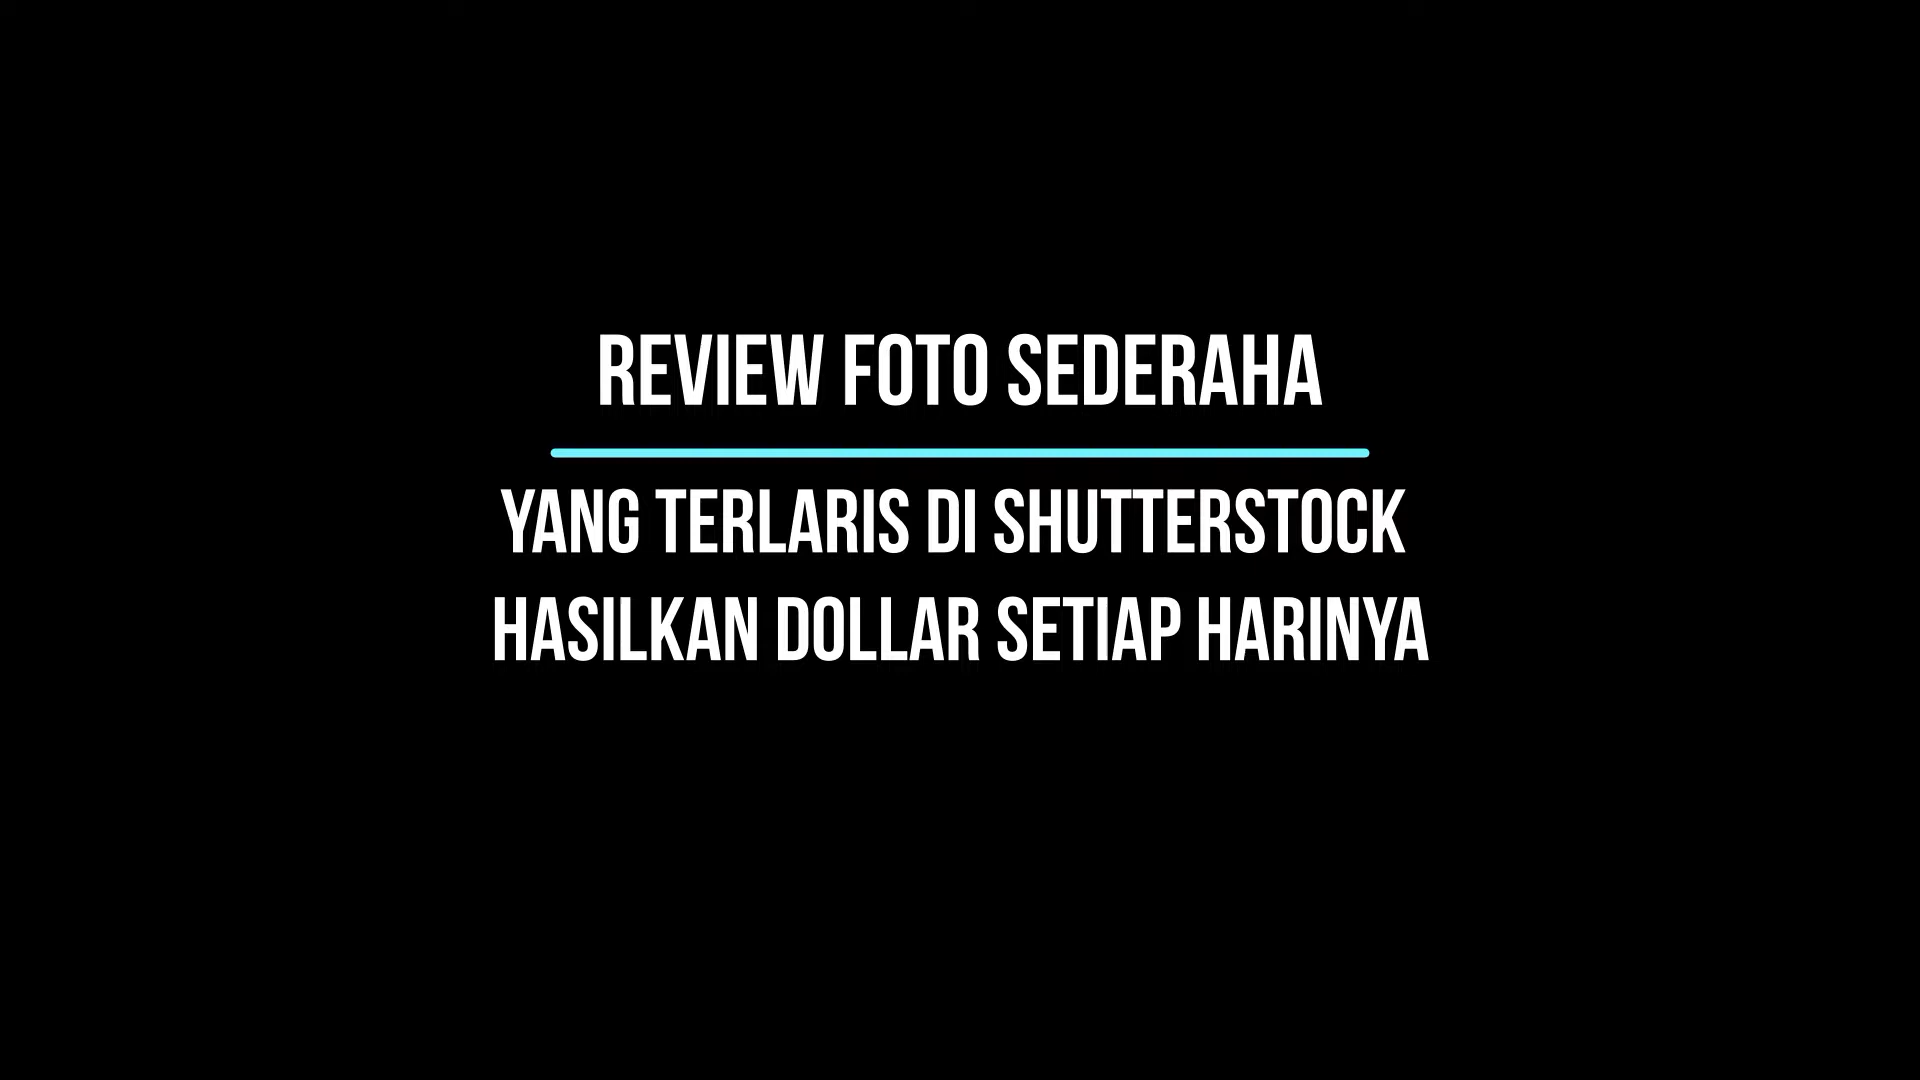 REVIEW FOTO SEDERAHA
YANG TERLARIS DI SHUTTERSTOCK
HASILKAN DOLLAR SETIAP HARINYA